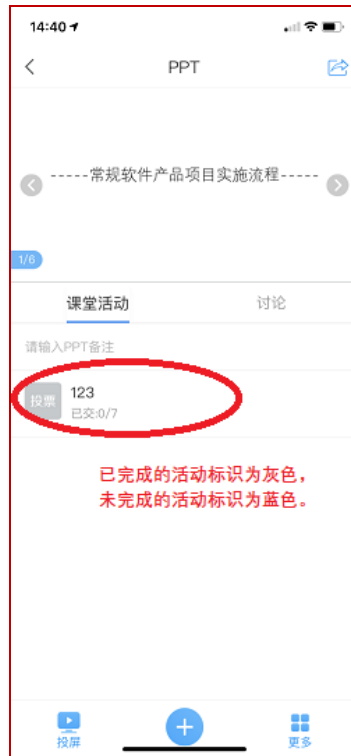 14:40
PPT
-----常规软件产品项目实施流程-----
1/6
课堂活动 讨论
请输入PPT备注
投票 123
已交:0/7
已完成的活动标识为灰色，
未完成的活动标识为蓝色。
投屏 更多